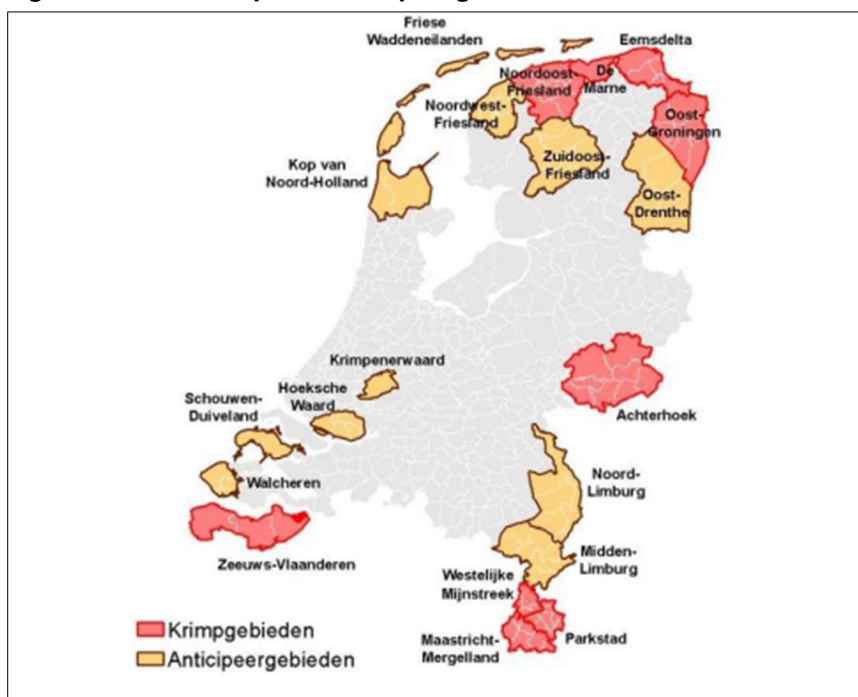 Friese
Waddeneilanden
Eemsdelta
Noordoost-
Friesland
De
Marne
Noordwest-
Friesland
Oost-
Groningen
Kop van
Noord-Holland
Zuidoost-
Friesland
Oost-
Drenthe
Krimpenerwaard
Hoeksche
Waard
Schouwen-
Duiveland
Achterhoek
Walcheren
Noord-
Limburg
Zeeuws-Vlaanderen
Midden-
Limburg
Westelijke
Mijnstreek
Maastricht-
Mergelland
Parkstad
Krimpgebieden
Anticipeergebieden